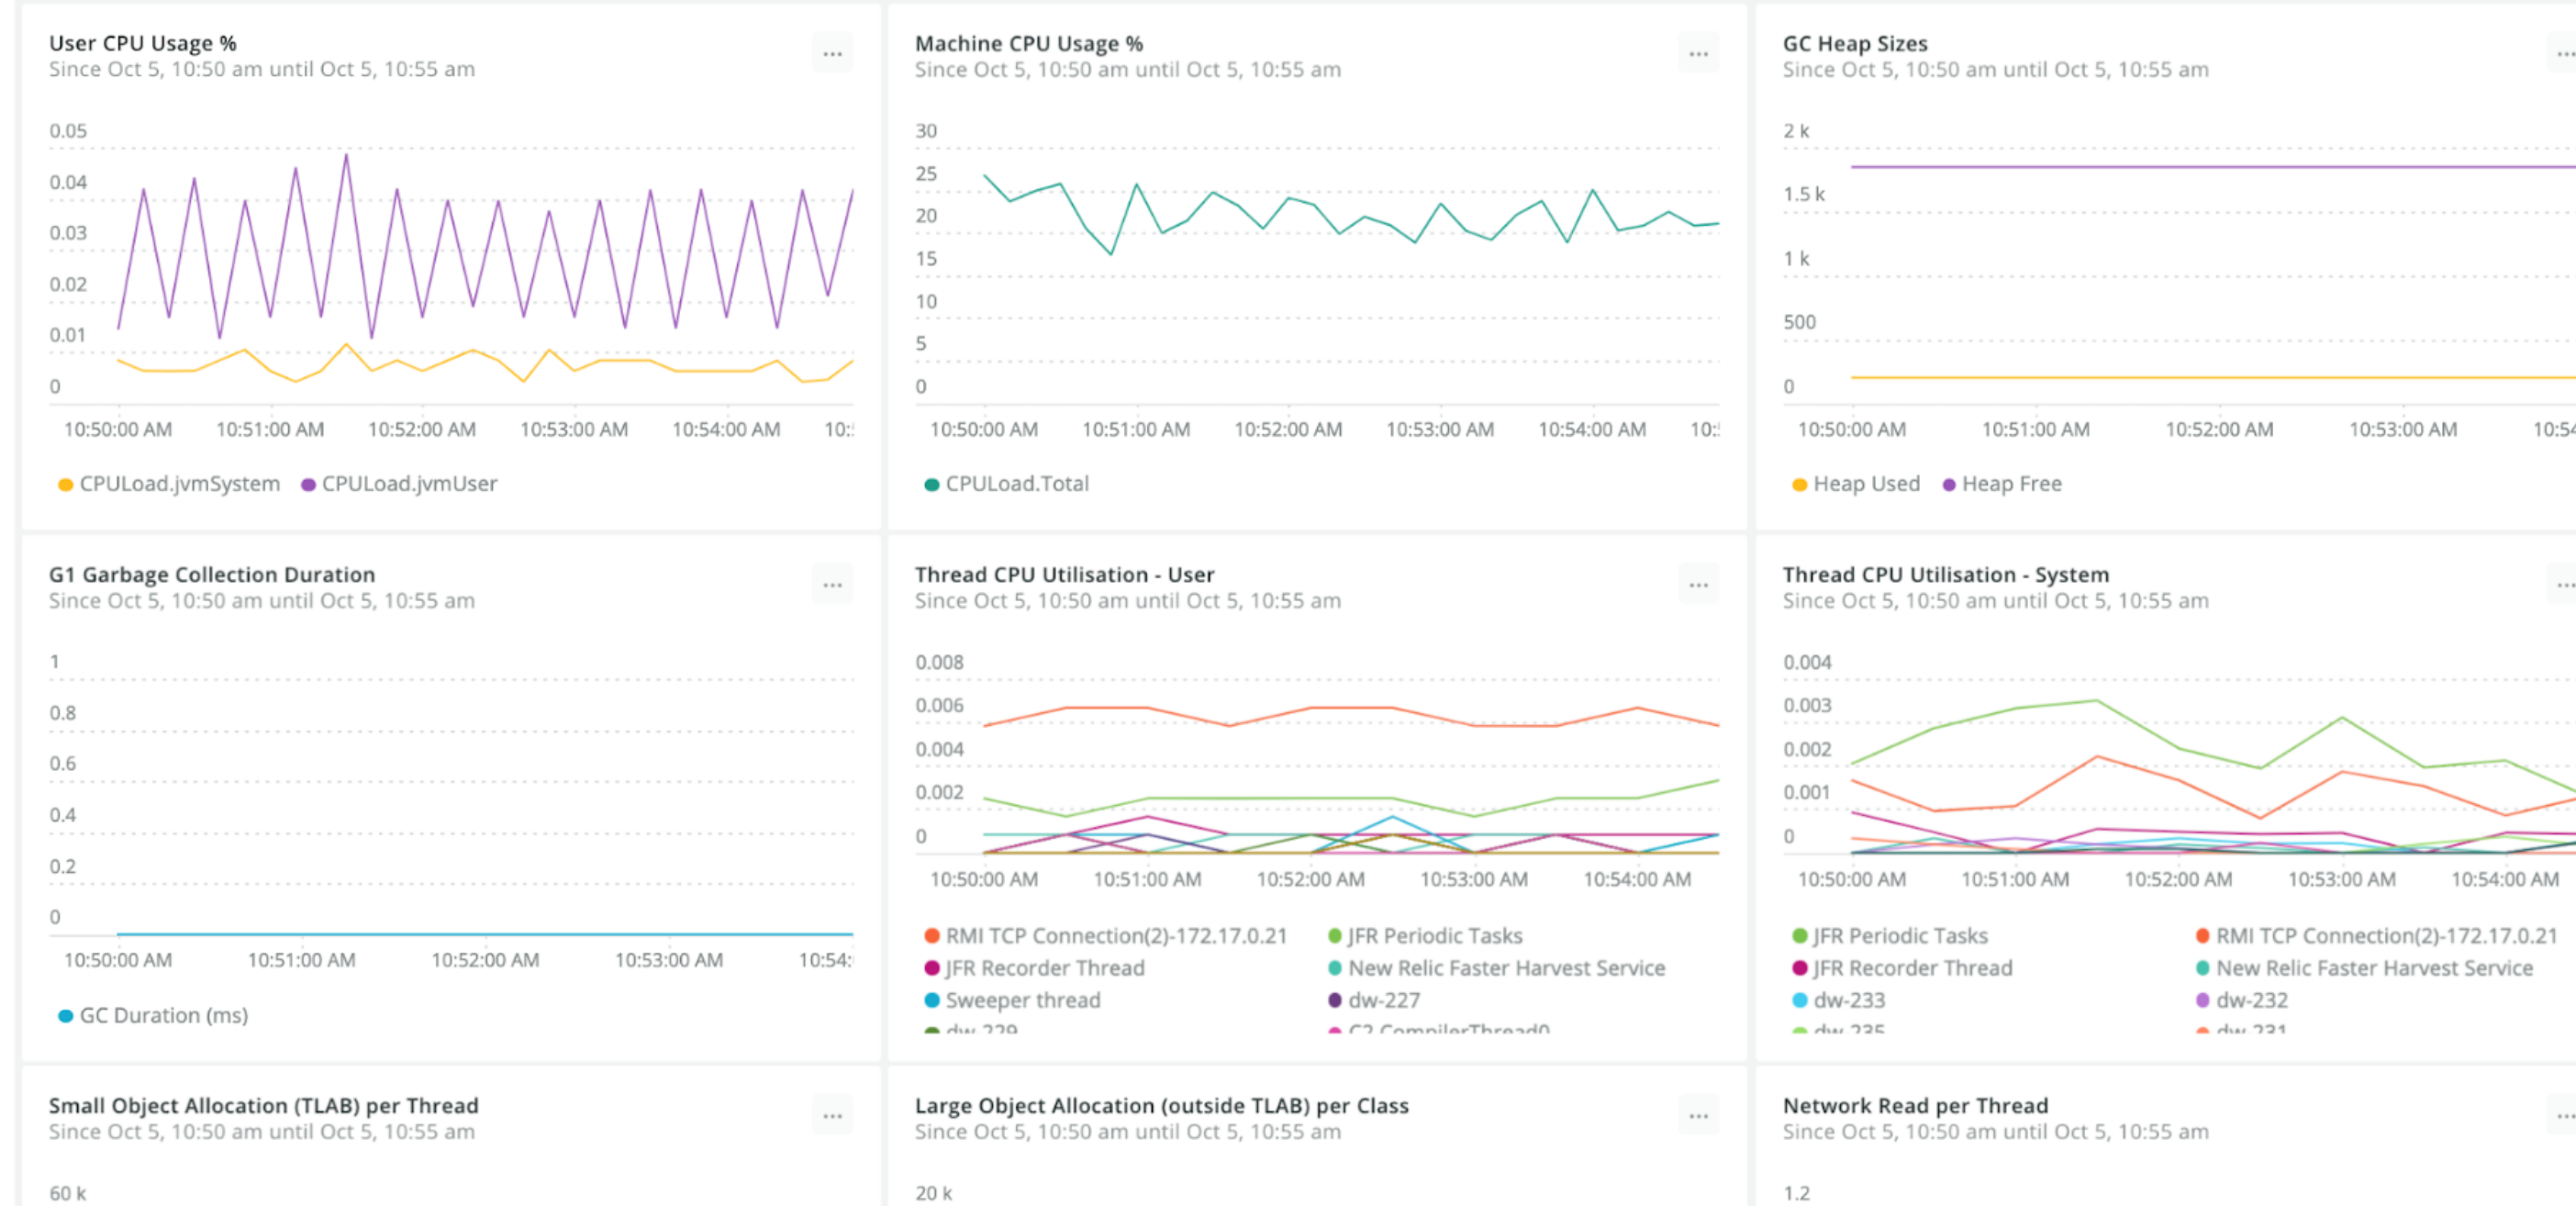 User CPU Usage %
Since Oct 5, 10:50 am until Oct 5, 10:55 am
...
0.05
0.04
0.03
0.02
0.01
0
10:50:00 AM 10:51:00 AM 10:52:00 AM 10:53:00 AM 10:54:00 AM 10:
CPULoad.jvmSystem CPULoad.jvmUser
Machine CPU Usage %
Since Oct 5, 10:50 am until Oct 5, 10:55 am
...
30
25
20
15
10
5
0
10:50:00 AM 10:51:00 AM 10:52:00 AM 10:53:00 AM 10:54:00 AM 10:
CPULoad.Total
GC Heap Sizes
Since Oct 5, 10:50 am until Oct 5, 10:55 am
2 k
1.5 k
1 k
500
0
10:50:00 AM 10:51:00 AM 10:52:00 AM 10:53:00 AM 10:54
Heap Used Heap Free
G1 Garbage Collection Duration
Since Oct 5, 10:50 am until Oct 5, 10:55 am
...
1
0.8
0.6
0.4
0.2
0
10:50:00 AM 10:51:00 AM 10:52:00 AM 10:53:00 AM 10:54:
GC Duration (ms)
Thread CPU Utilisation - User
Since Oct 5, 10:50 am until Oct 5, 10:55 am
...
0.008
0.006
0.004
0.002
0
10:50:00 AM 10:51:00 AM 10:52:00 AM 10:53:00 AM 10:54:00 AM
RMI TCP Connection(2)-172.17.0.21 JFR Periodic Tasks
JFR Recorder Thread New Relic Faster Harvest Service
Sweeper thread dw-227
dw-229 C2 CompilerThread0
Thread CPU Utilisation - System
Since Oct 5, 10:50 am until Oct 5, 10:55 am
0.004
0.003
0.002
0.001
0
10:50:00 AM 10:51:00 AM 10:52:00 AM 10:53:00 AM 10:54:00 AM
JFR Periodic Tasks RMI TCP Connection(2)-172.17.0.21
JFR Recorder Thread New Relic Faster Harvest Service
dw-233 dw-232
dw-235 dw-231
Small Object Allocation (TLAB) per Thread
Since Oct 5, 10:50 am until Oct 5, 10:55 am
...
60 k
Large Object Allocation (outside TLAB) per Class
Since Oct 5, 10:50 am until Oct 5, 10:55 am
...
20 k
Network Read per Thread
Since Oct 5, 10:50 am until Oct 5, 10:55 am
1.2